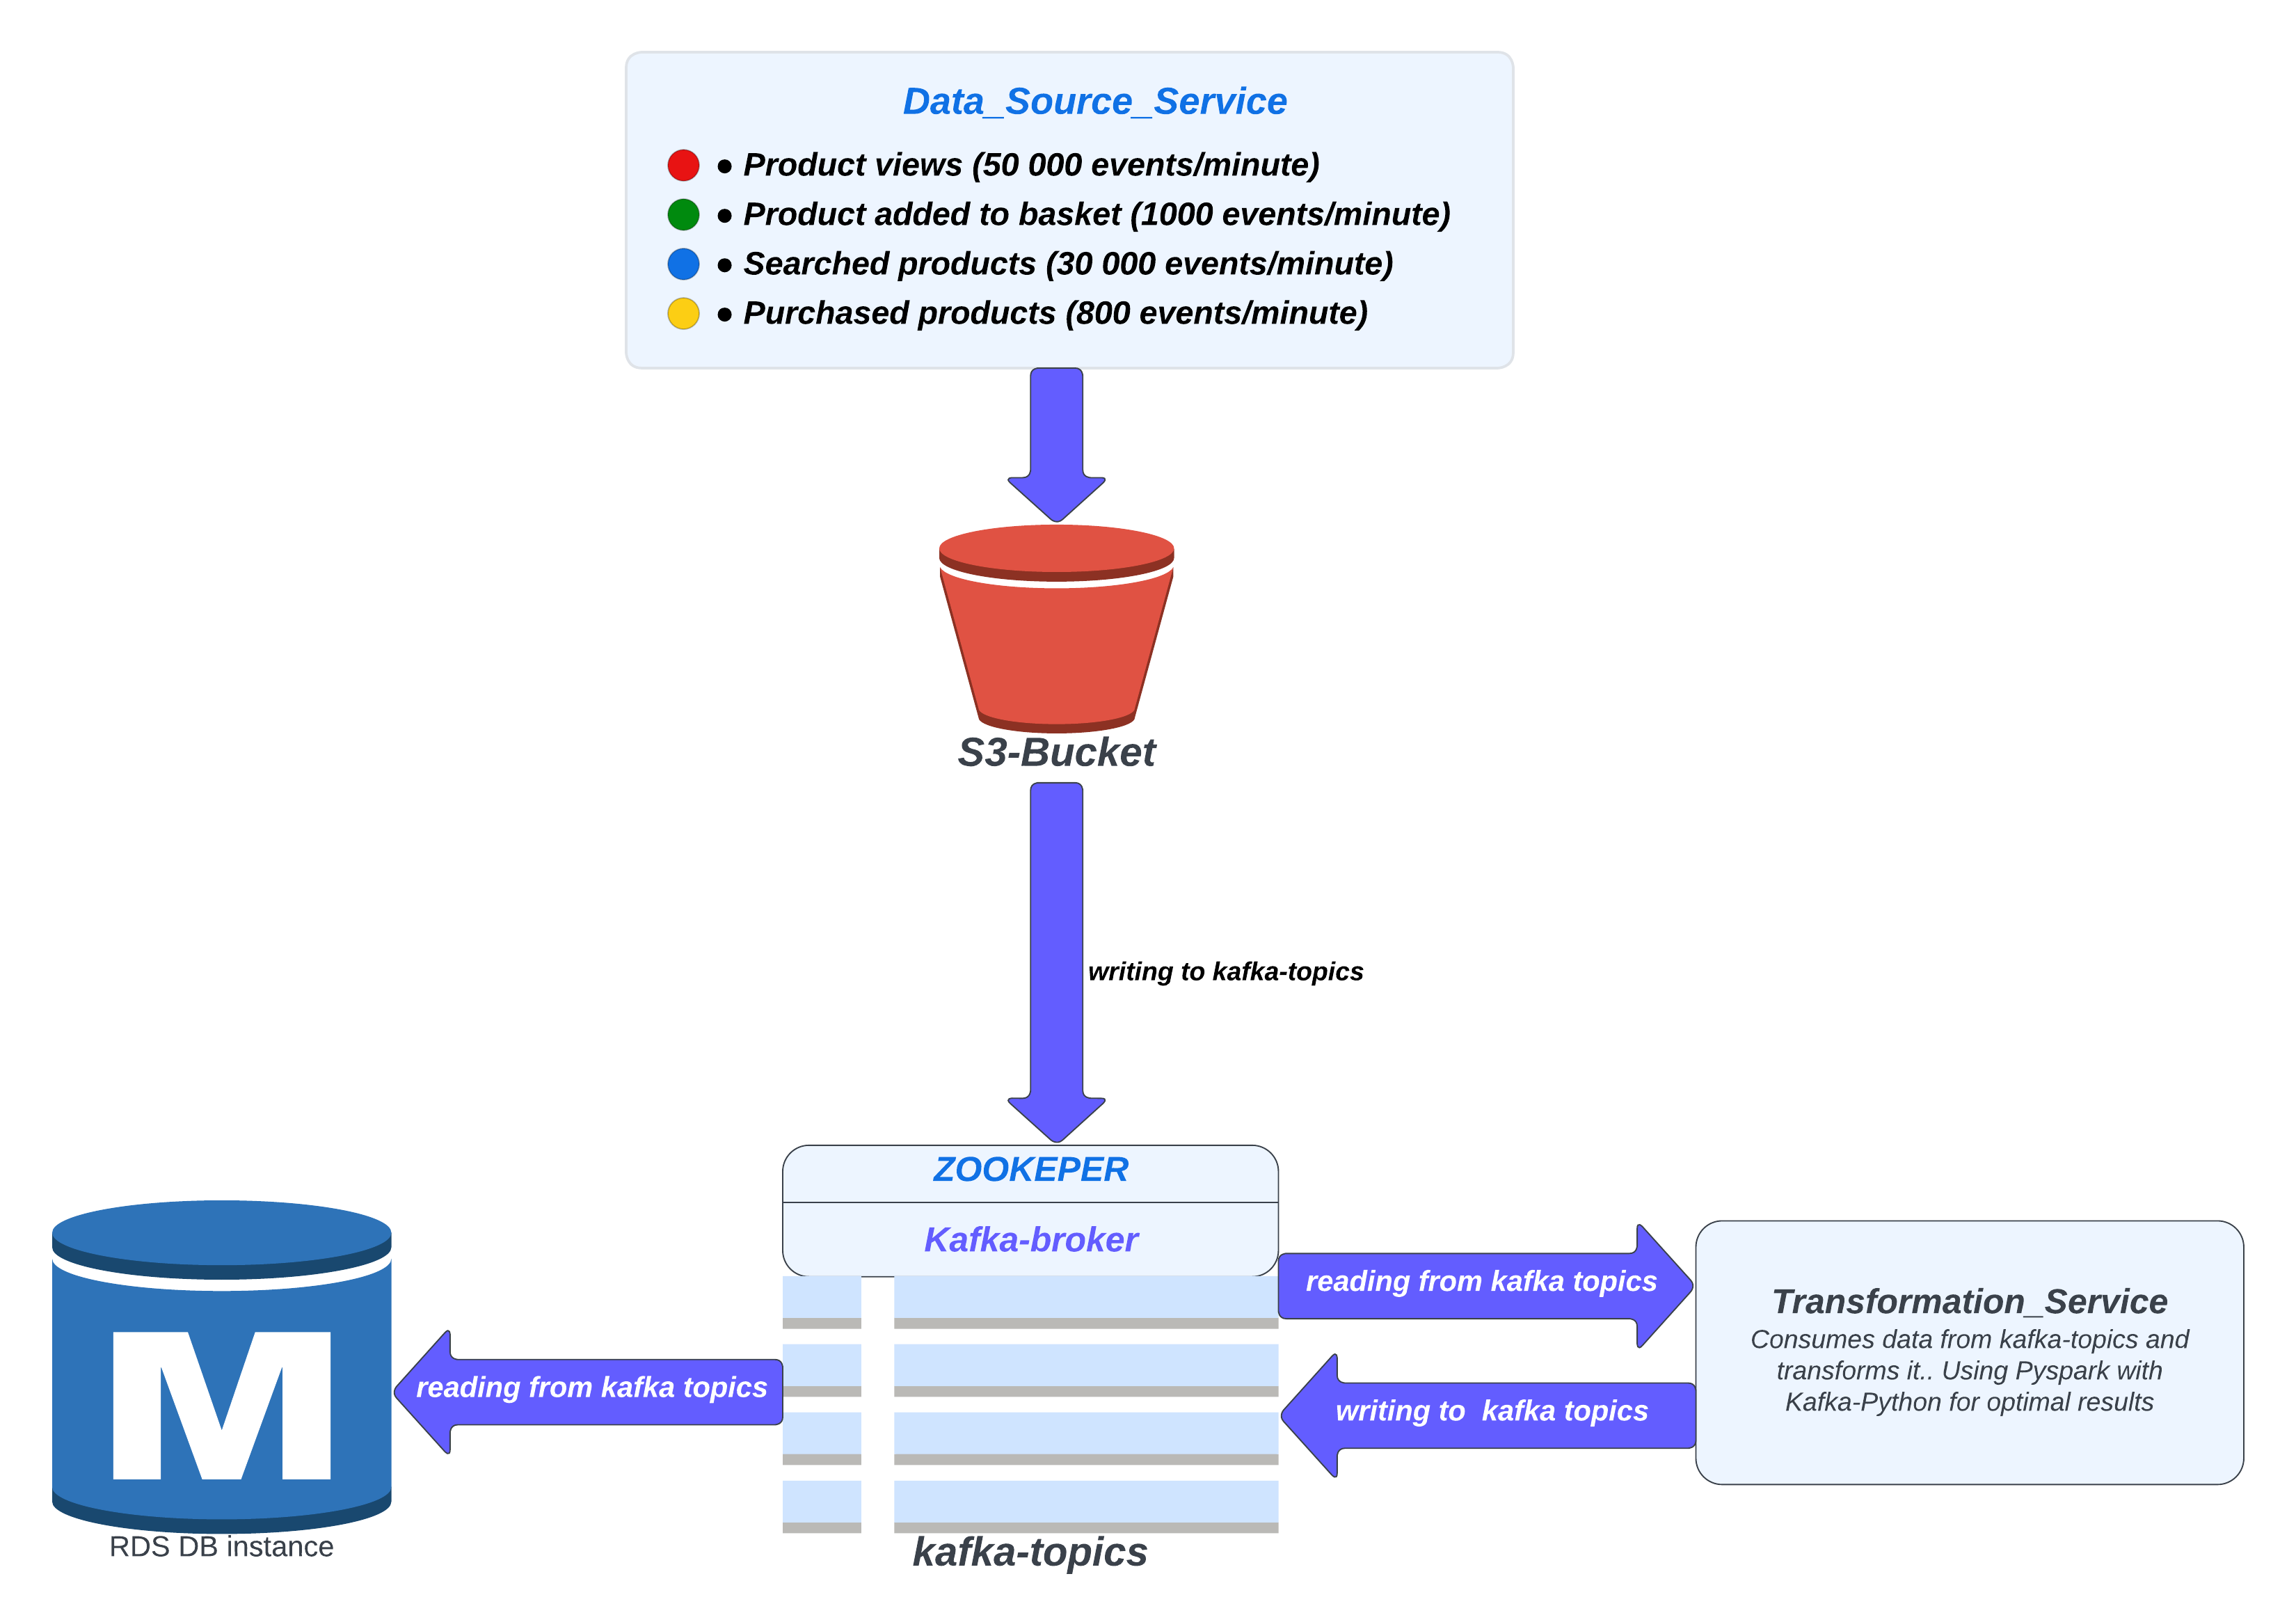 Data_Source_Service
• Product views (50 000 events/minute)
• Product added to basket (1000 events/minute)
• Searched products (30 000 events/minute)
• Purchased products (800 events/minute)
S3-Bucket
writing to kafka-topics
ZOOKEPER
Kafka-broker
reading from kafka topics
Transformation_Service
Consumes data from kafka-topics and
transforms it.. Using Pyspark with
Kafka-Python for optimal results
reading from kafka topics
writing to  kafka topics
M
RDS DB instance
kafka-topics